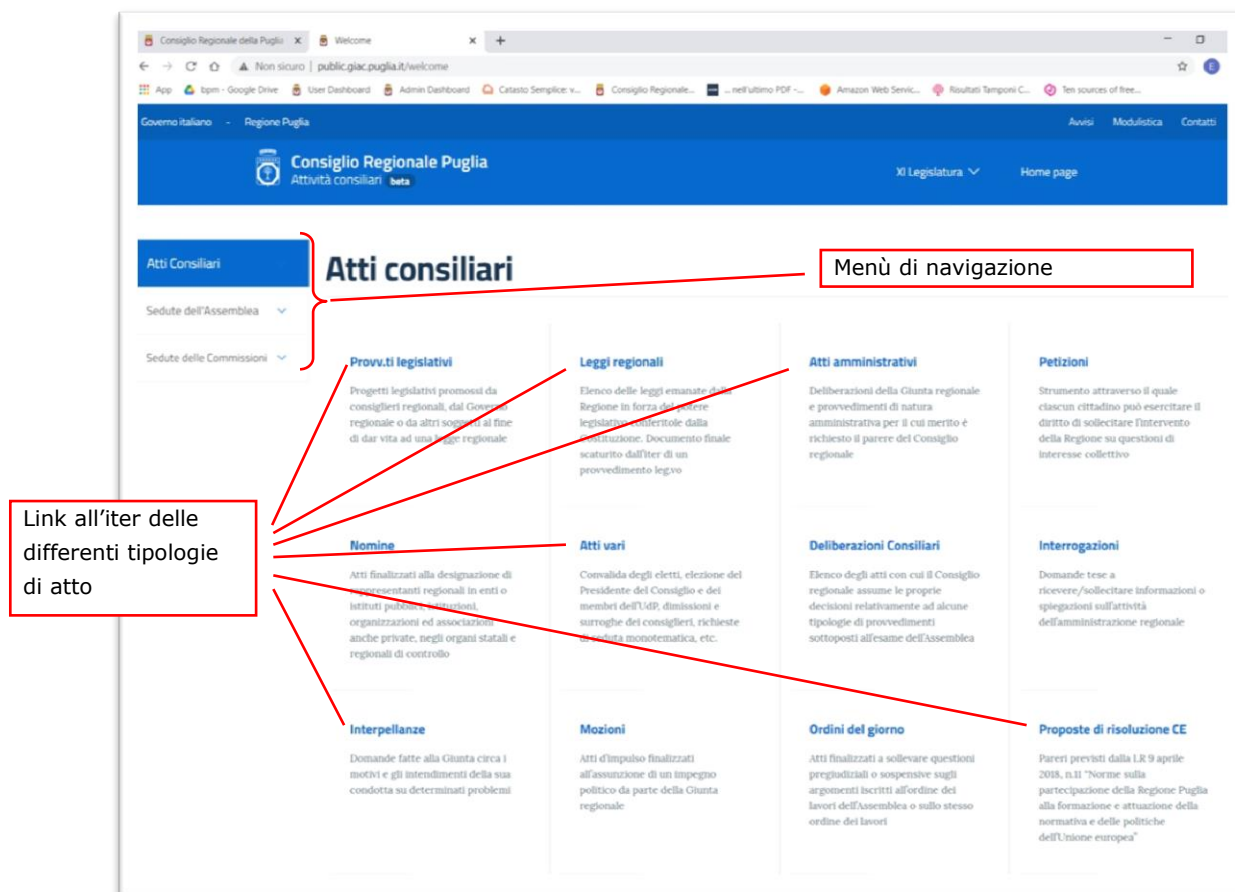 Consiglio Regionale della Puglia
Welcome
Non sicuro | public.giac.puglia.it/welcome
App bpm - Google Drive User Dashboard Admin Dashboard Catasto Semplice: v... Consiglio Regionale... ... nell'ultimo PDF -... Amazon Web Servic... Risultati Tamponi C... Ten sources of free...
Governo italiano - Regione Puglia
Avvisi Modulistica Contatti
Consiglio Regionale Puglia
Attività consiliari beta
XI Legislatura Home page
Atti Consiliari
Sedute dell'Assemblea
Sedute delle Commissioni
Atti consiliari
Menù di navigazione
Link all'iter delle
differenti tipologie
di atto
Provv.ti legislativi
Progetti legislativi promossi da
consiglieri regionali, dal Governo
regionale o da altri soggetti al fine
di dar vita ad una legge regionale
Leggi regionali
Elenco delle leggi emanate dalla
Regione in forza del potere
legislativo conferitole dalla
Costituzione. Documento finale
scaturito dall'iter di un
provvedimento leg.vo
Atti amministrativi
Deliberazioni della Giunta regionale
e provvedimenti di natura
amministrativa per il cui merito è
richiesto il parere del Consiglio
regionale
Petizioni
Strumento attraverso il quale
ciascun cittadino può esercitare il
diritto di sollecitare l'intervento
della Regione su questioni di
interesse collettivo
Nomine
Atti finalizzati alla designazione di
rappresentanti regionali in enti o
istituti pubblici, istituzioni,
organizzazioni ed associazioni
anche private, negli organi statali e
regionali di controllo
Atti vari
Convalida degli eletti, elezione del
Presidente del Consiglio e dei
membri dell'UdP, dimissioni e
surroghe dei consiglieri, richieste
di seduta monotematica, etc.
Deliberazioni Consiliari
Elenco degli atti con cui il Consiglio
regionale assume le proprie
decisioni relativamente ad alcune
tipologie di provvedimenti
sottoposti all'esame dell'Assemblea
Interrogazioni
Domande tese a
ricevere/sollecitare informazioni o
spiegazioni sull'attività
dell'amministrazione regionale
Interpellanze
Domande fatte alla Giunta circa i
motivi e gli intendimenti della sua
condotta su determinati problemi
Mozioni
Atti d'impulso finalizzati
all'assunzione di un impegno
politico da parte della Giunta
regionale
Ordini del giorno
Atti finalizzati a sollevare questioni
pregiudiziali o sospensive sugli
argomenti iscritti all'ordine dei
lavori dell'Assemblea o sullo stesso
ordine dei lavori
Proposte di risoluzione CE
Pareri previsti dalla LR 9 aprile
2018, n.11 "Norme sulla
partecipazione della Regione Puglia
alla formazione e attuazione della
normativa e delle politiche
dell'Unione europea"